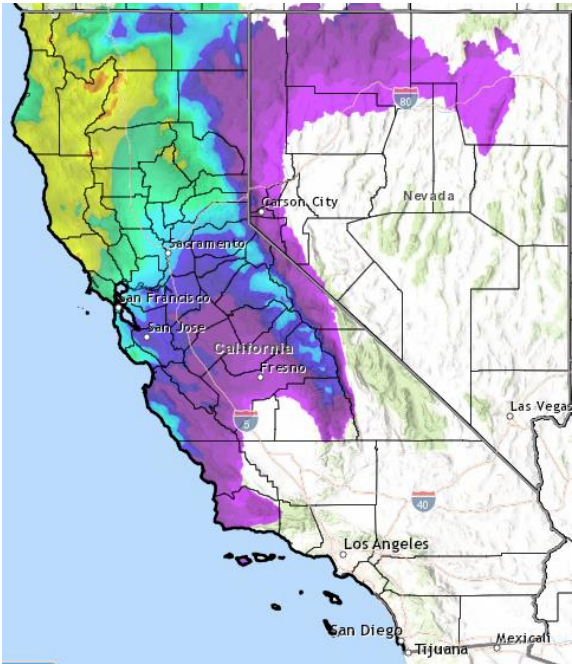 80
Nevada
Carson City
Sacramento
San Francisco
San Jose
California
Fresno
Las Vegas
5
40
Los Angeles
San Diego
Tijuana
Mexicali